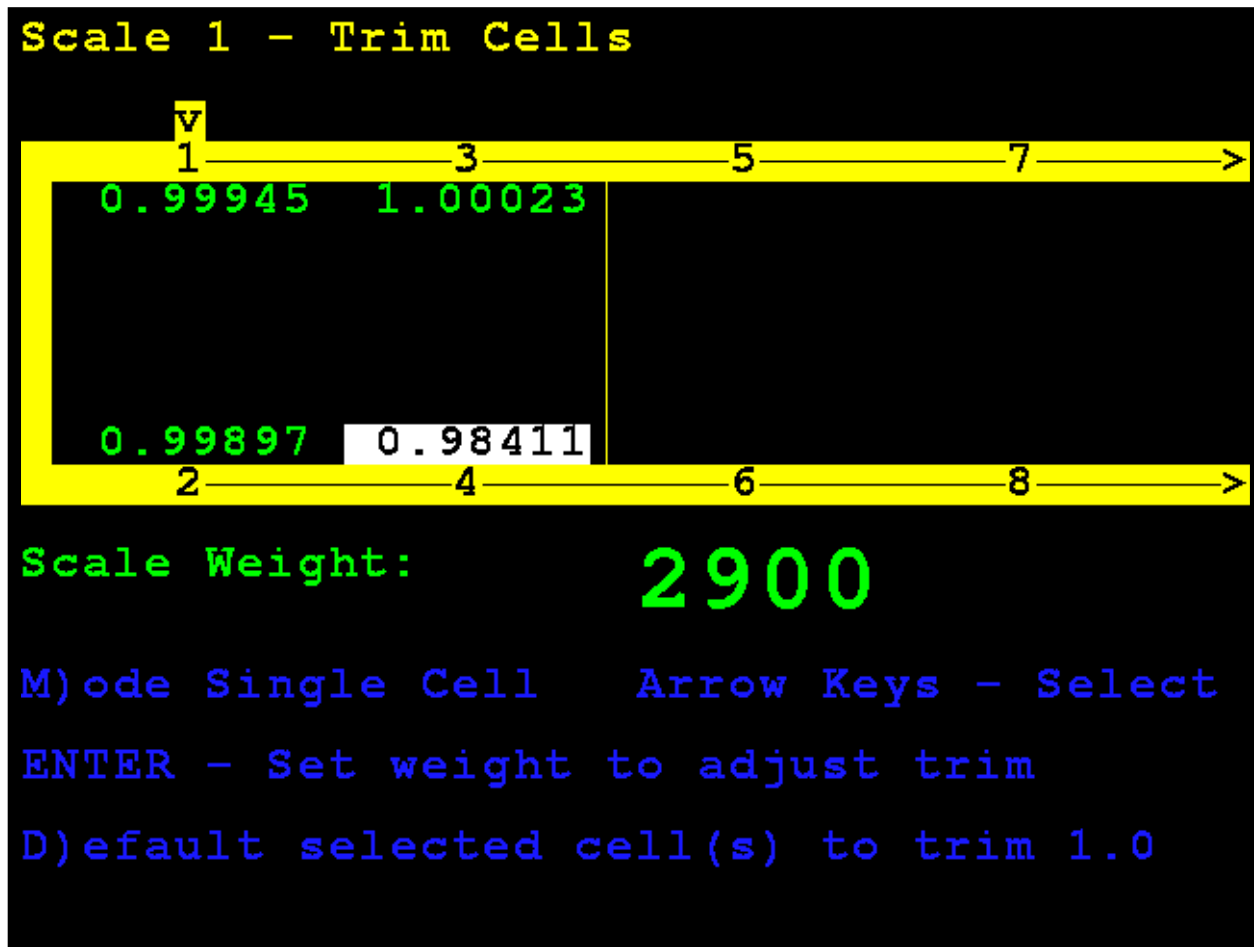 Scale 1 - Trim Cells
v
1 3 5 7 >
0.99945 1.00023
0.99897 0.98411
2 4 6 8 >
Scale Weight: 2900
M)ode Single Cell Arrow Keys - Select
ENTER - Set weight to adjust trim
D)efault selected cell(s) to trim 1.0